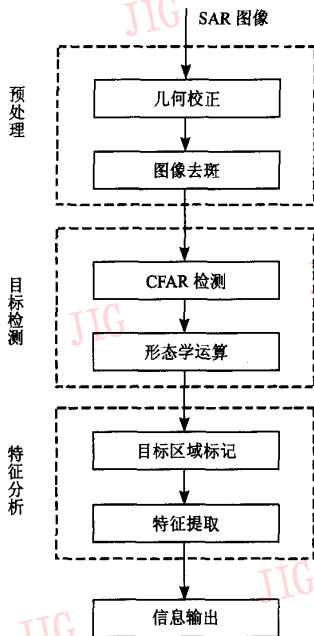 JIG
SAR 图像
预处理
几何校正
图像去斑
目标检测
CFAR 检测
JIG
形态学运算
特征分析
目标区域标记
特征提取
JIG
信息输出
JIG